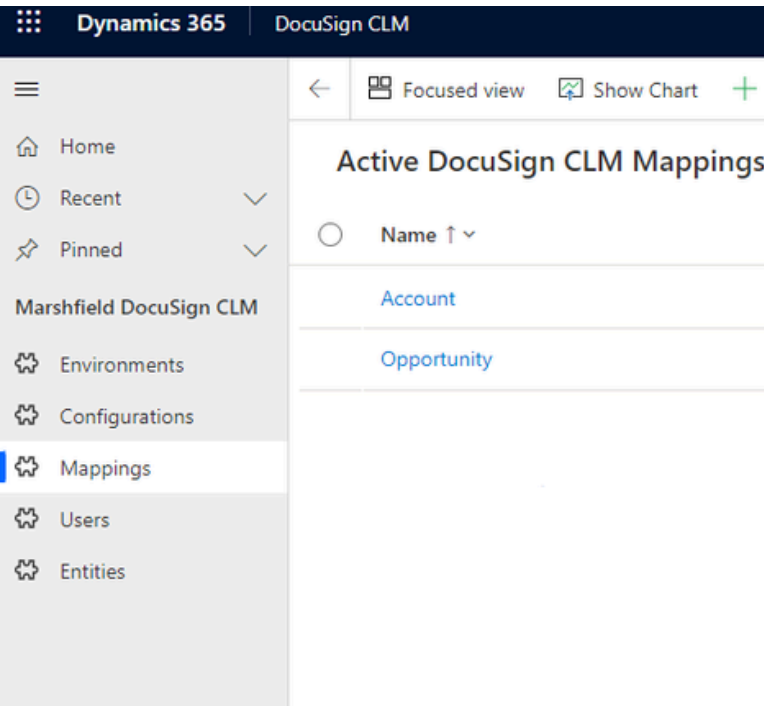 Dynamics 365 DocuSign CLM
Focused view Show Chart
Home
Recent
Pinned
Marshfield DocuSign CLM
Environments
Configurations
Mappings
Users
Entities
Active DocuSign CLM Mappings
Name
Account
Opportunity